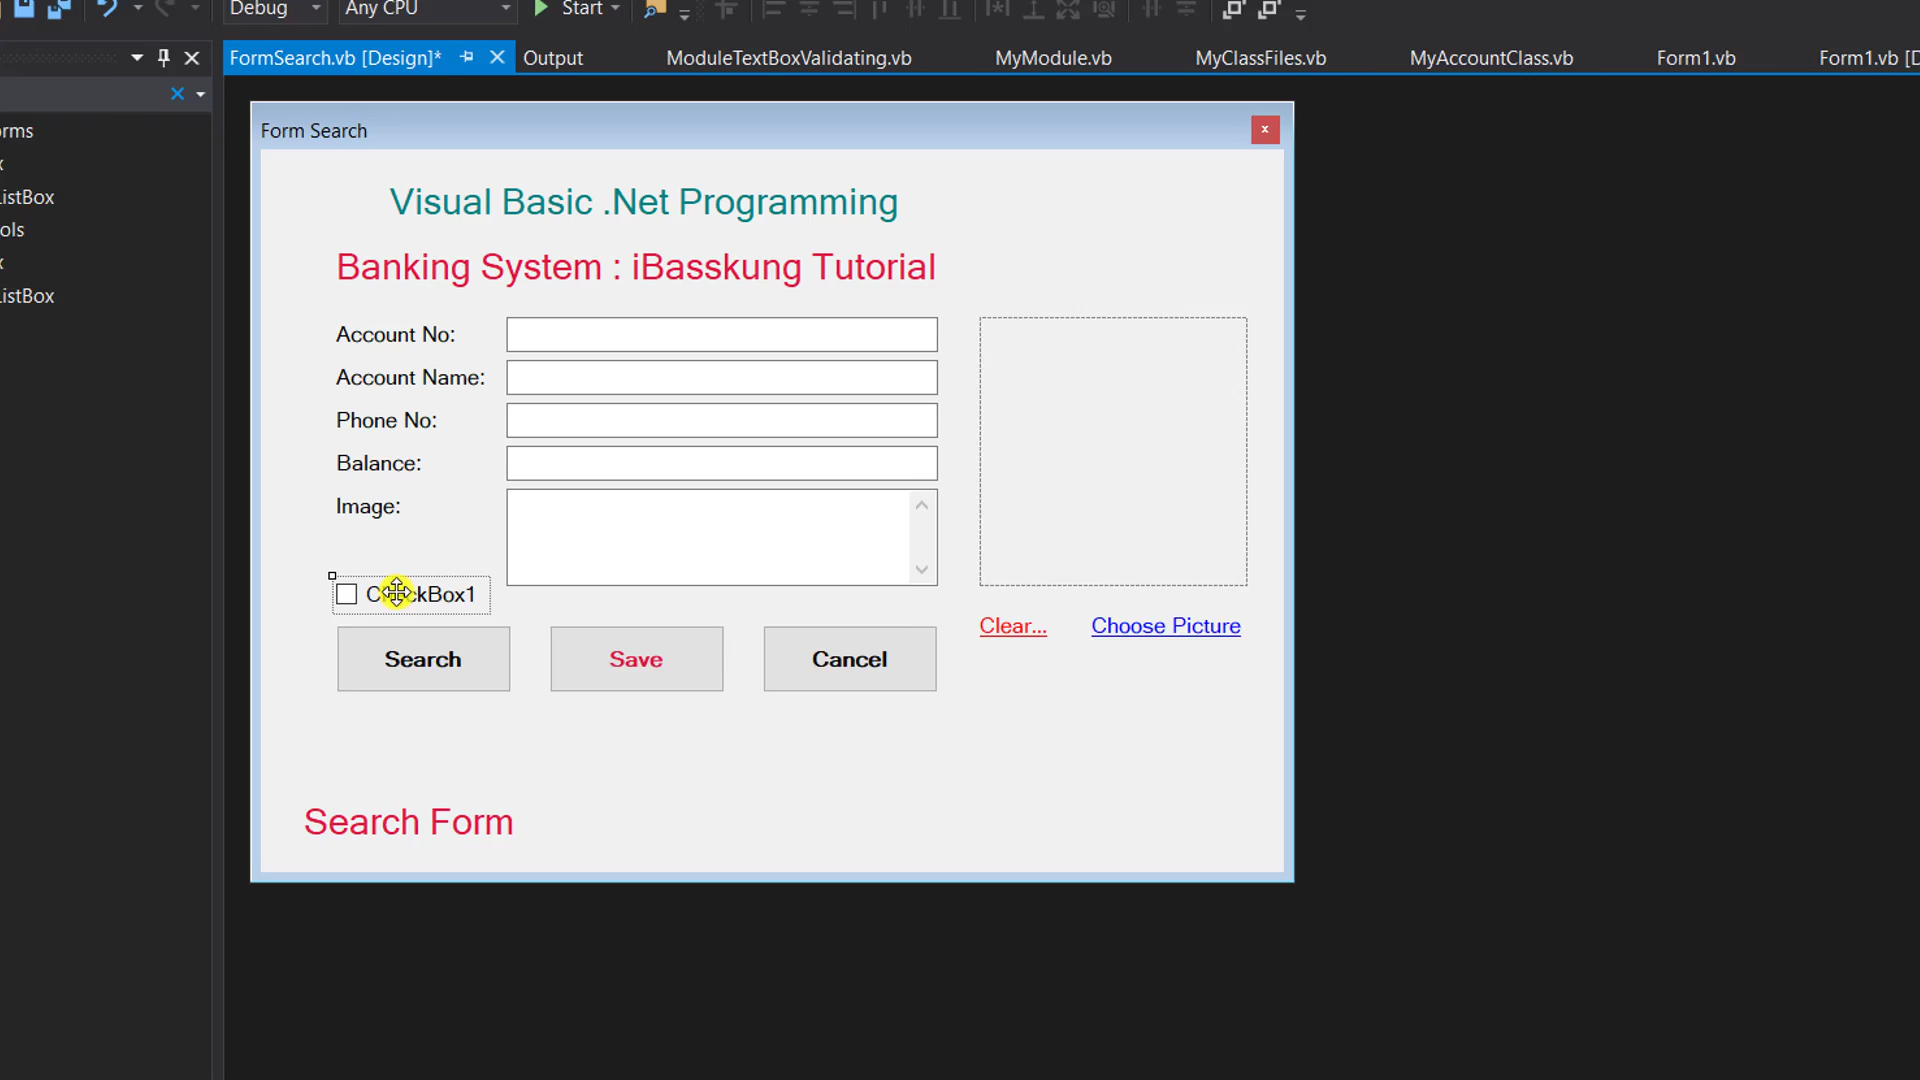 Debug Any CPU Start
FormSearch.vb [Design]* Output ModuleTextBoxValidating.vb MyModule.vb MyClassFiles.vb MyAccountClass.vb Form1.vb Form1.vb [D
orms
x
istBox
ols
x
istBox
Form Search
x
Visual Basic .Net Programming
Banking System : iBasskung Tutorial
Account No:
Account Name:
Phone No:
Balance:
Image:
CheckBox1
Clear... Choose Picture
Search Save Cancel
Search Form